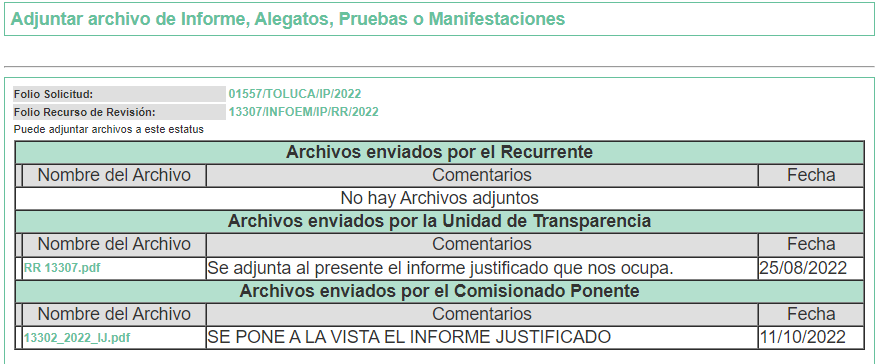 Adjuntar archivo de Informe, Alegatos, Pruebas o Manifestaciones
Folio Solicitud: 01557/TOLUCA/IP/2022
Folio Recurso de Revisión: 13307/INFOEM/IP/RR/2022
Puede adjuntar archivos a este estatus
Archivos enviados por el Recurrente
Nombre del Archivo Comentarios Fecha
No hay Archivos adjuntos
Archivos enviados por la Unidad de Transparencia
Nombre del Archivo Comentarios Fecha
RR 13307.pdf Se adjunta al presente el informe justificado que nos ocupa. 25/08/2022
Archivos enviados por el Comisionado Ponente
Nombre del Archivo Comentarios Fecha
13302_2022_IJ.pdf SE PONE A LA VISTA EL INFORME JUSTIFICADO 11/10/2022